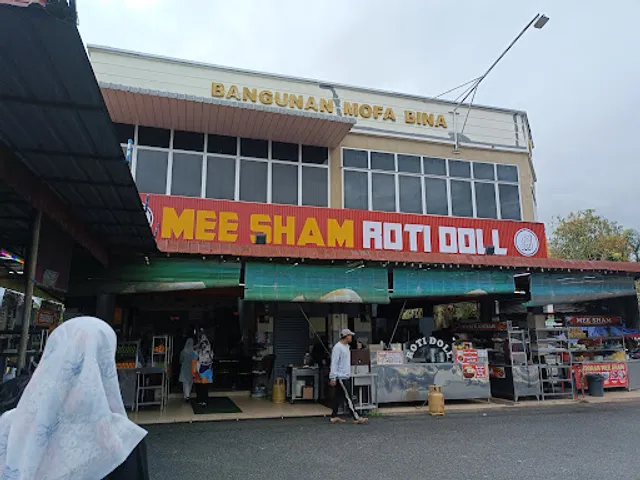 BANGUNAN MOFA BINA
MEE SHAM ROTI DOLL
ROTI DOLL
MEE SHAM